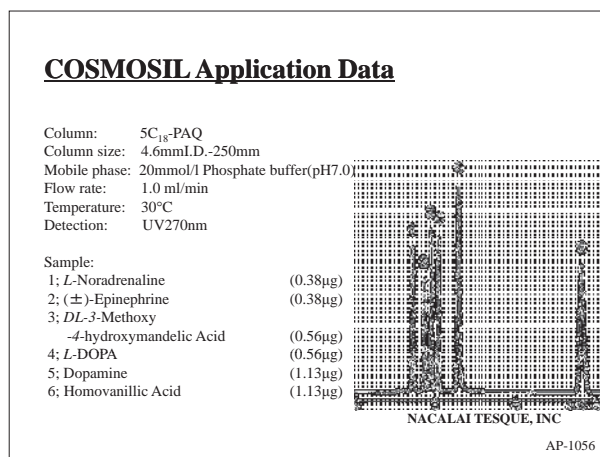 COSMOSIL Application Data
Column: 5C18-PAQ
Column size: 4.6mmI.D.-250mm
Mobile phase: 20mmol/l Phosphate buffer(pH7.0)
Flow rate: 1.0 ml/min
Temperature: 30°C
Detection: UV270nm
Sample:
1; L-Noradrenaline (0.38μg)
2; (±)-Epinephrine (0.38μg)
3; DL-3-Methoxy
-4-hydroxymandelic Acid (0.56μg)
4; L-DOPA (0.56μg)
5; Dopamine (1.13μg)
6; Homovanillic Acid (1.13μg)
NACALAI TESQUE, INC
AP-1056